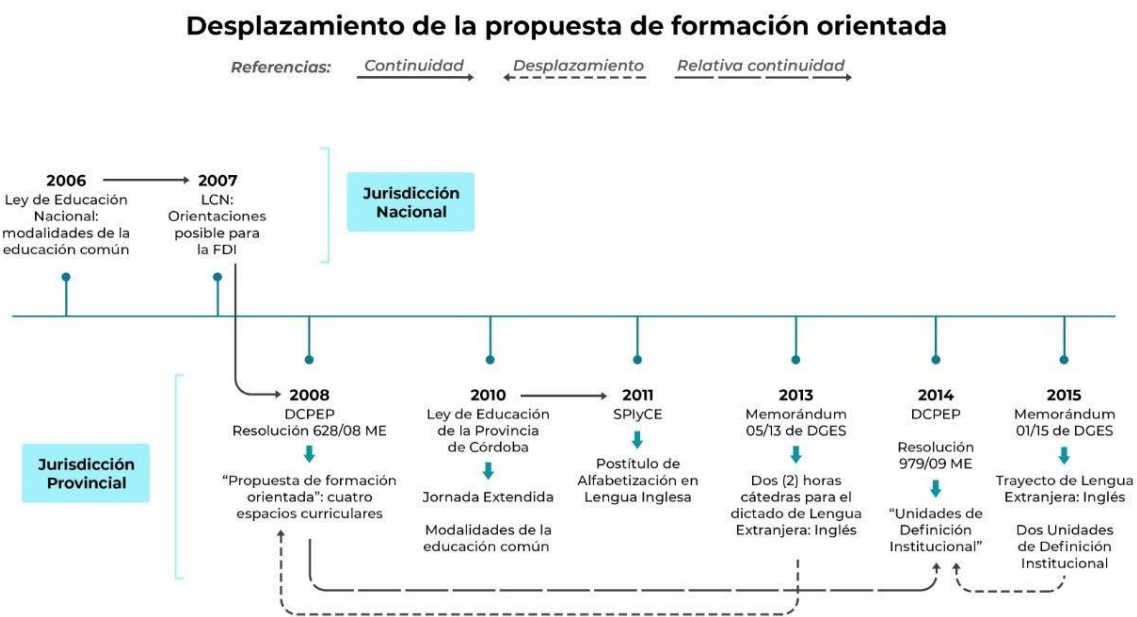 Desplazamiento de la propuesta de formación orientada
Referencias: Continuidad Desplazamiento Relativa continuidad
2006
Ley de Educación
Nacional:
modalidades de la
educación común
2007
LCN:
Orientaciones
posible para
la FDI
Jurisdicción
Nacional
Jurisdicción
Provincial
2008
DCPEP
Resolución 628/08 ME
“Propuesta de formación
orientada”: cuatro
espacios curriculares
2010
Ley de Educación
de la Provincia
de Córdoba
Jornada Extendida
Modalidades de la
educación común
2011
SPIyCE
Postítulo de
Alfabetización en
Lengua Inglesa
2013
Memorándum
05/13 de DGES
Dos (2) horas
cátedras para el
dictado de Lengua
Extranjera: Inglés
2014
DCPEP
Resolución
979/09 ME
“Unidades de
Definición
Institucional”
2015
Memorándum
01/15 de DGES
Trayecto de Lengua
Extranjera: Inglés
Dos Unidades
de Definición
Institucional